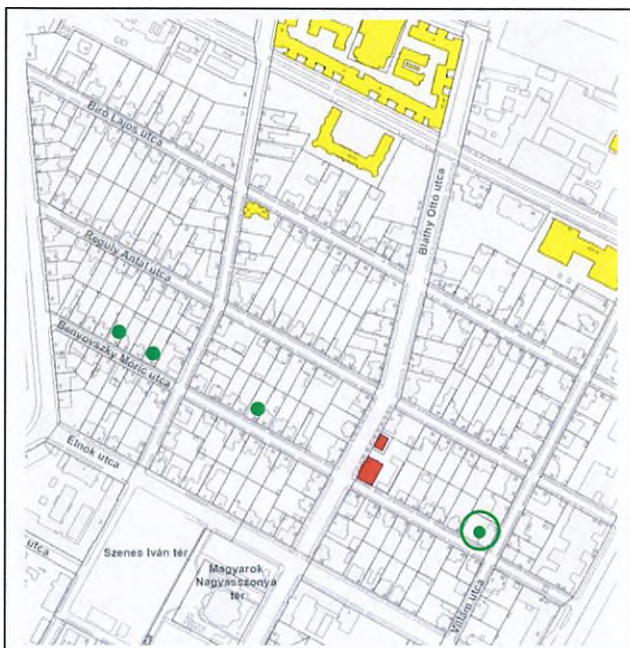 Bíró Lajos utca
Bláthy Ottó utca
Reguly Antal utca
Benyovszky Móric utca
Elnök utca
utca
Szenes Iván tér
Magyarok
Nagyasszonya
tér
Villám utca